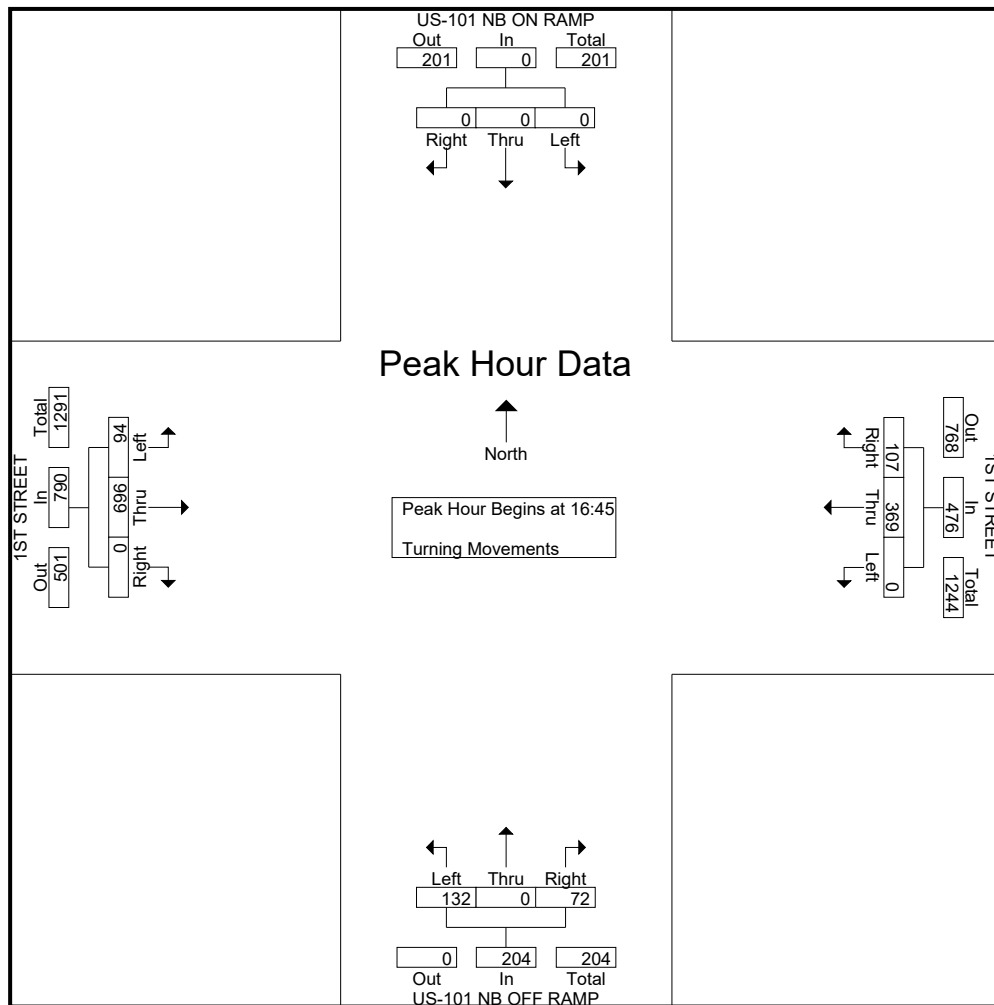 US-101 NB ON RAMP
Out In Total
201 0 201
0 0 0
Right Thru Left
Peak Hour Data
North
Peak Hour Begins at 16:45
Turning Movements
1ST STREET
Out In Total
501 790 1291
Right Thru Left
0 696 94
1ST STREET
Out In Total
768 476 1244
Right Thru Left
107 369 0
Left Thru Right
132 0 72
0 204 204
Out In Total
US-101 NB OFF RAMP